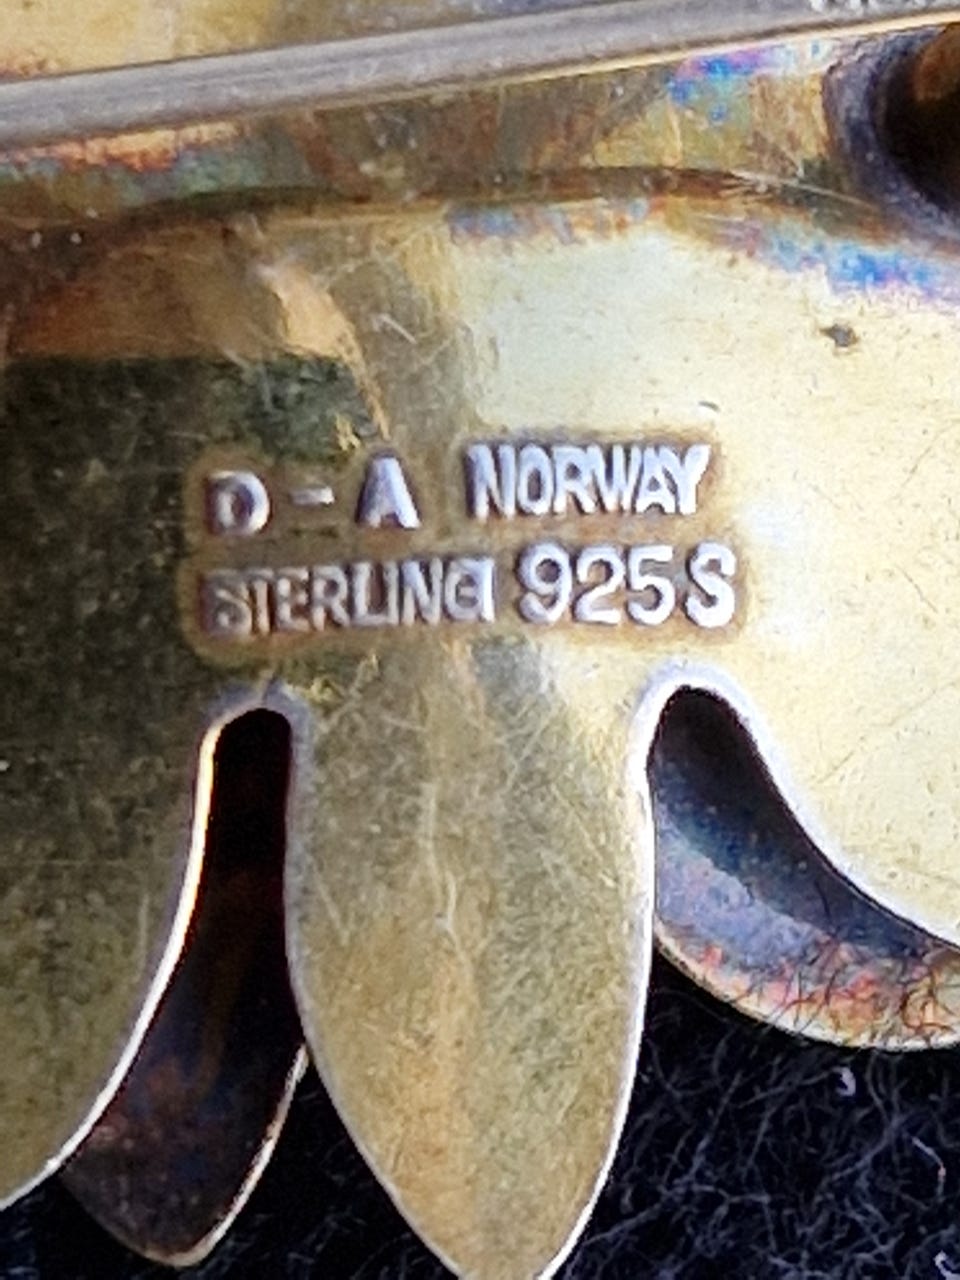 D-A NORWAY
STERLING 925S